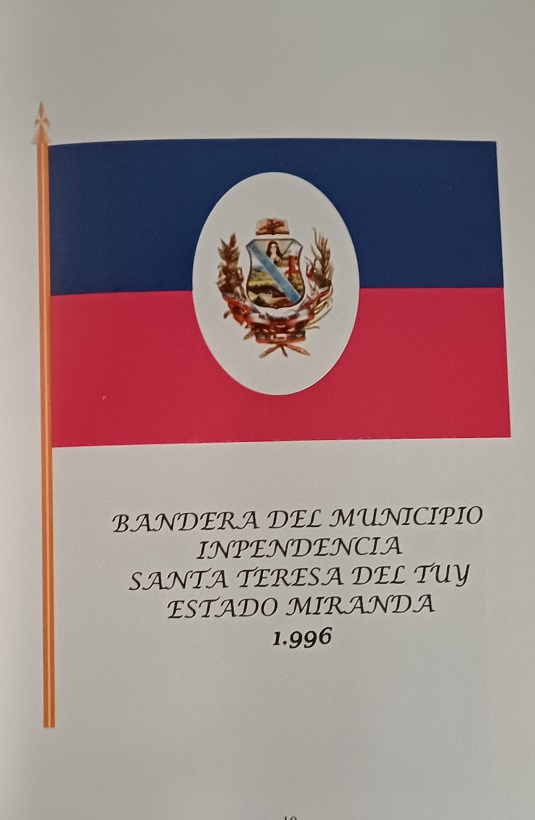 BANDERA DEL MUNICIPIO
INPENDENCIA
SANTA TERESA DEL TUY
ESTADO MIRANDA
1.996